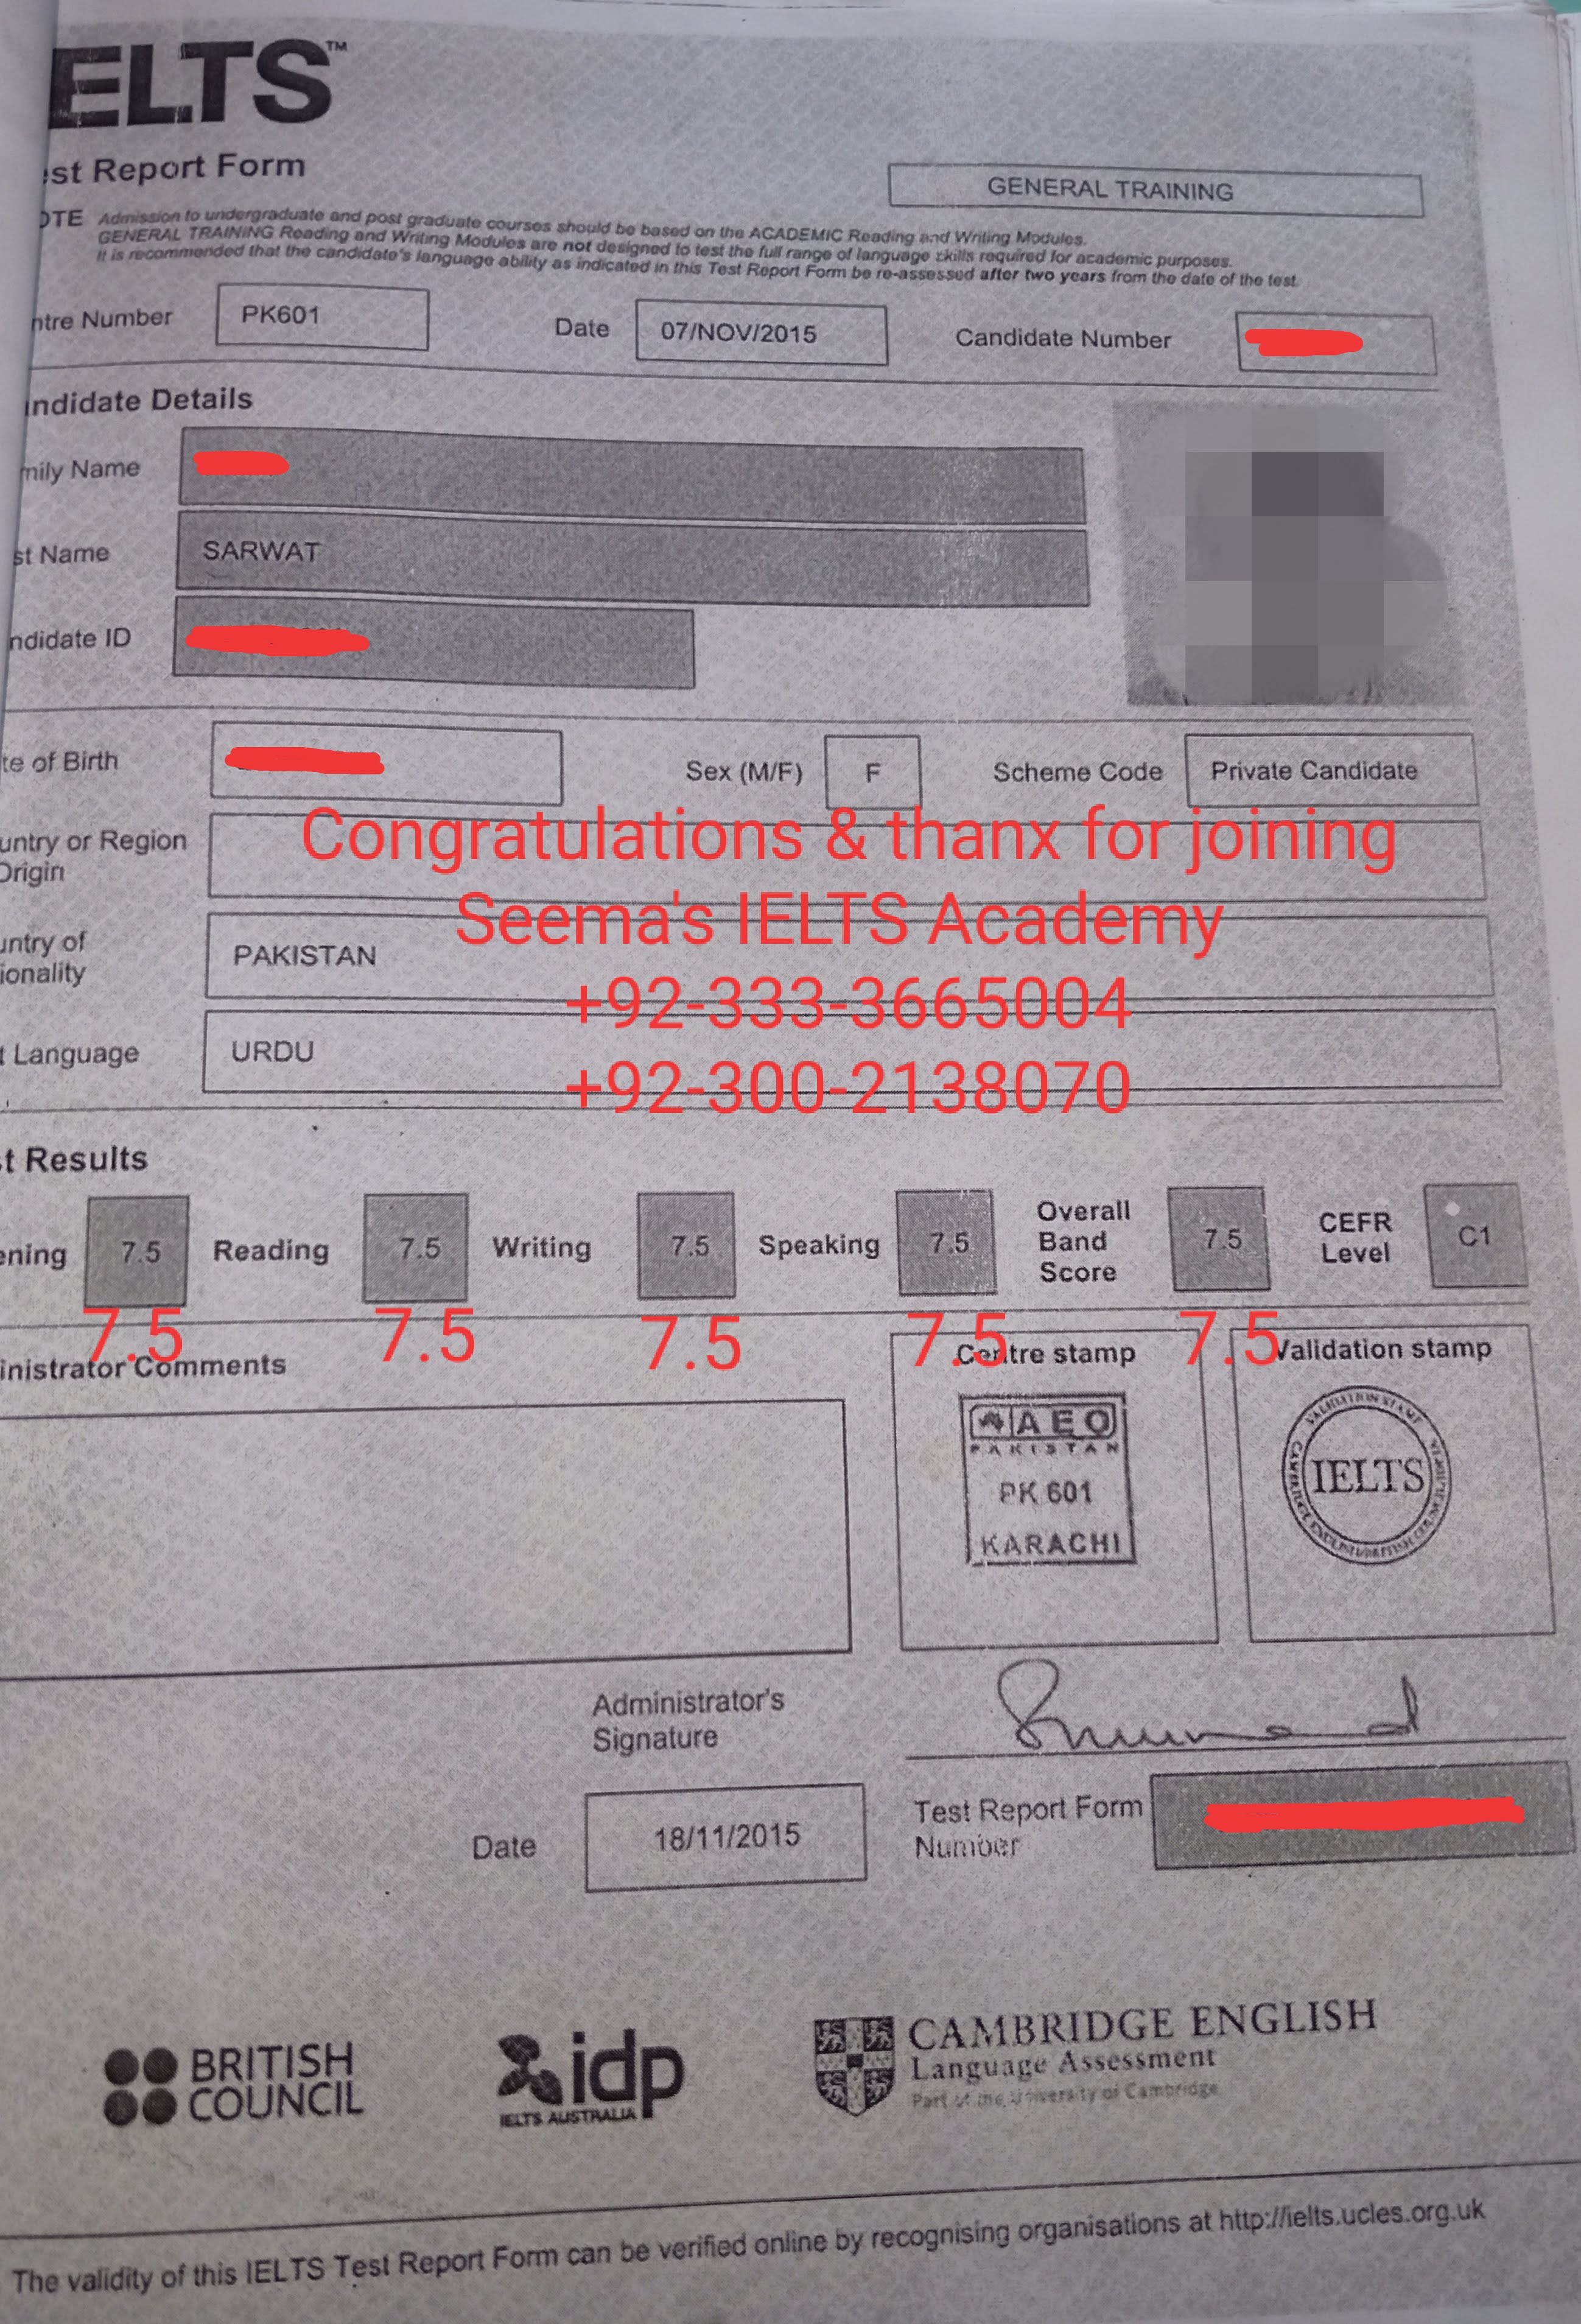 IELTS™
est Report Form
GENERAL TRAINING
OTE Admission to undergraduate and post graduate courses should be based on the ACADEMIC Reading and Writing Modules.
GENERAL TRAINING Reading and Writing Modules are not designed to test the full range of language skills required for academic purposes.
It is recommended that the candidate's language ability as indicated in this Test Report Form be re-assessed after two years from the date of the test.
ntre Number PK601 Date 07/NOV/2015 Candidate Number
ndidate Details
mily Name
st Name SARWAT
ndidate ID
te of Birth Sex (M/F) F Scheme Code Private Candidate
untry or Region
Origin
Congratulations & thanx for joining
Seema's IELTS Academy
+92-333-3665004
+92-300-2138070
untry of
ionality PAKISTAN
t Language URDU
t Results
ening 7.5 Reading 7.5 Writing 7.5 Speaking 7.5 Overall Band Score 7.5 CEFR Level C1
7.5 7.5 7.5 7.5 7.5
inistrator Comments
Centre stamp
Validation stamp
AEO
PAKISTAN
PK 601
KARACHI
VALIDATION STAMP
IELTS
Administrator's
Signature
Date 18/11/2015
Test Report Form
Number
BRITISH
COUNCIL
idp
IELTS AUSTRALIA
CAMBRIDGE ENGLISH
Language Assessment
Part of the University of Cambridge
The validity of this IELTS Test Report Form can be verified online by recognising organisations at http://ielts.ucles.org.uk